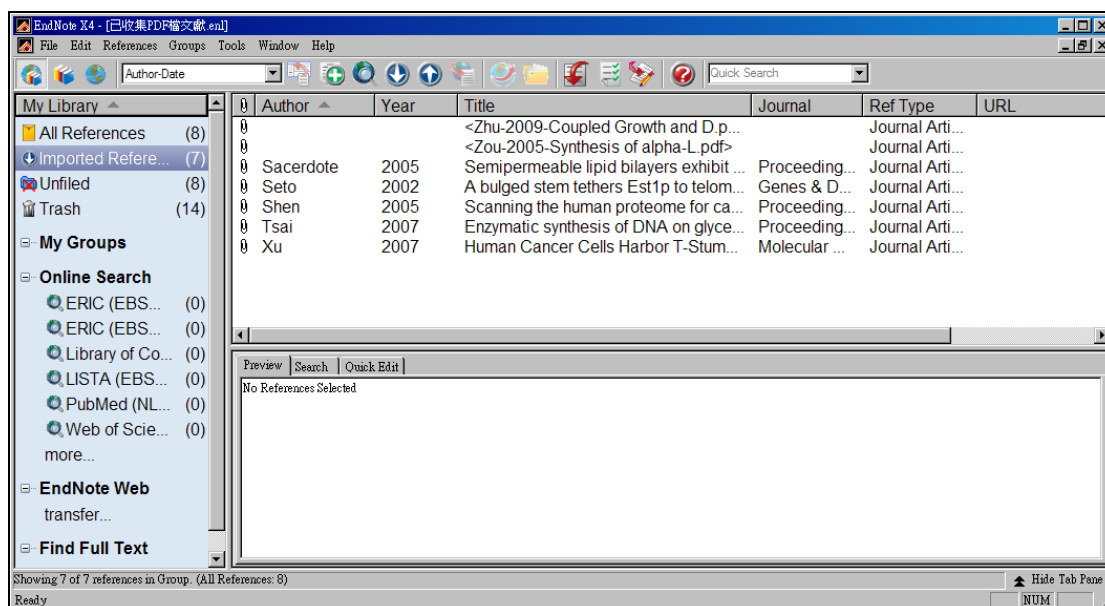 EndNote X4 - [已收集PDF檔文獻.enl]
File Edit References Groups Tools Window Help
Author-Date Quick Search
My Library
All References (8)
Imported Refere... (7)
Unfiled (8)
Trash (14)
My Groups
Online Search
ERIC (EBS... (0)
ERIC (EBS... (0)
Library of Co... (0)
LISTA (EBS... (0)
PubMed (NL... (0)
Web of Scie... (0)
more...
EndNote Web
transfer...
Find Full Text
Author Year Title Journal Ref Type URL
<Zhu-2009-Coupled Growth and D.p... Journal Arti...
<Zou-2005-Synthesis of alpha-L.pdf> Journal Arti...
Sacerdote 2005 Semipermeable lipid bilayers exhibit ... Proceeding... Journal Arti...
Seto 2002 A bulged stem tethers Est1p to telom... Genes & D... Journal Arti...
Shen 2005 Scanning the human proteome for ca... Proceeding... Journal Arti...
Tsai 2007 Enzymatic synthesis of DNA on glyce... Proceeding... Journal Arti...
Xu 2007 Human Cancer Cells Harbor T-Stum... Molecular ... Journal Arti...
Preview Search Quick Edit
No References Selected
Showing 7 of 7 references in Group. (All References: 8) Hide Tab Pane
Ready NUM